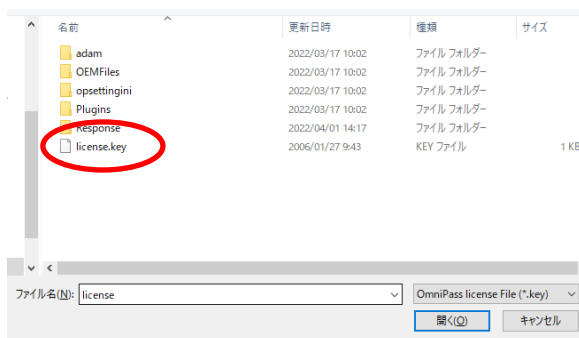 名前 更新日時 種類 サイズ
adam 2022/03/17 10:02 ファイル フォルダー
OEMFiles 2022/03/17 10:02 ファイル フォルダー
opsettingini 2022/03/17 10:02 ファイル フォルダー
Plugins 2022/03/17 10:02 ファイル フォルダー
Response 2022/04/01 14:17 ファイル フォルダー
license.key 2006/01/27 9:43 KEY ファイル 1 KB
ファイル名(N): license OmniPass license File (*.key)
開く(O) キャンセル